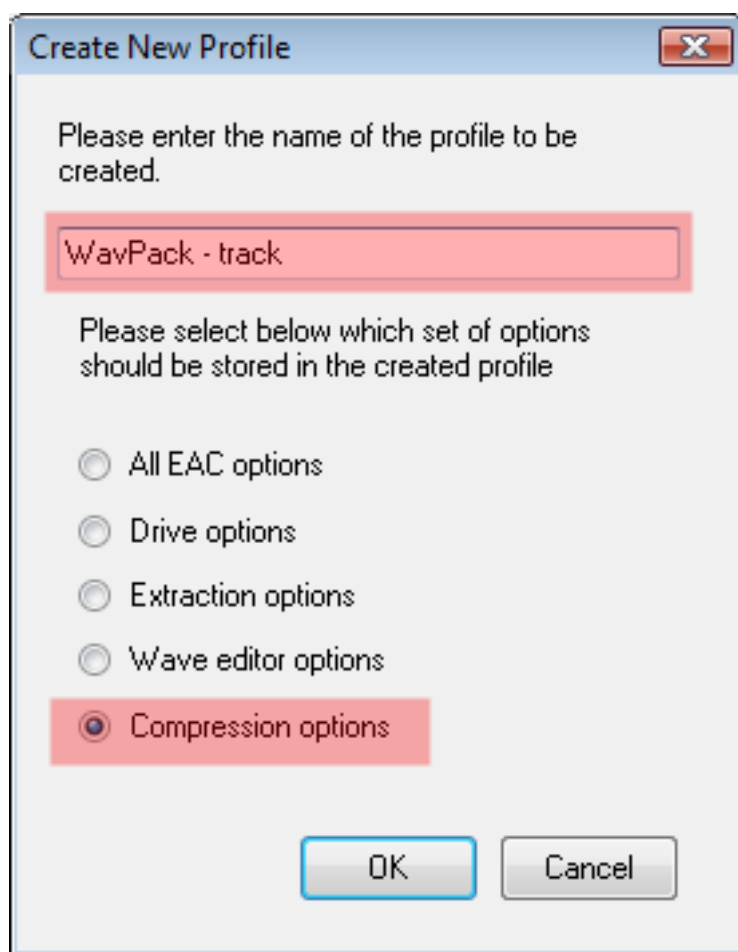 Create New Profile
Please enter the name of the profile to be
created.
WavPack - track
Please select below which set of options
should be stored in the created profile
All EAC options
Drive options
Extraction options
Wave editor options
Compression options
OK
Cancel